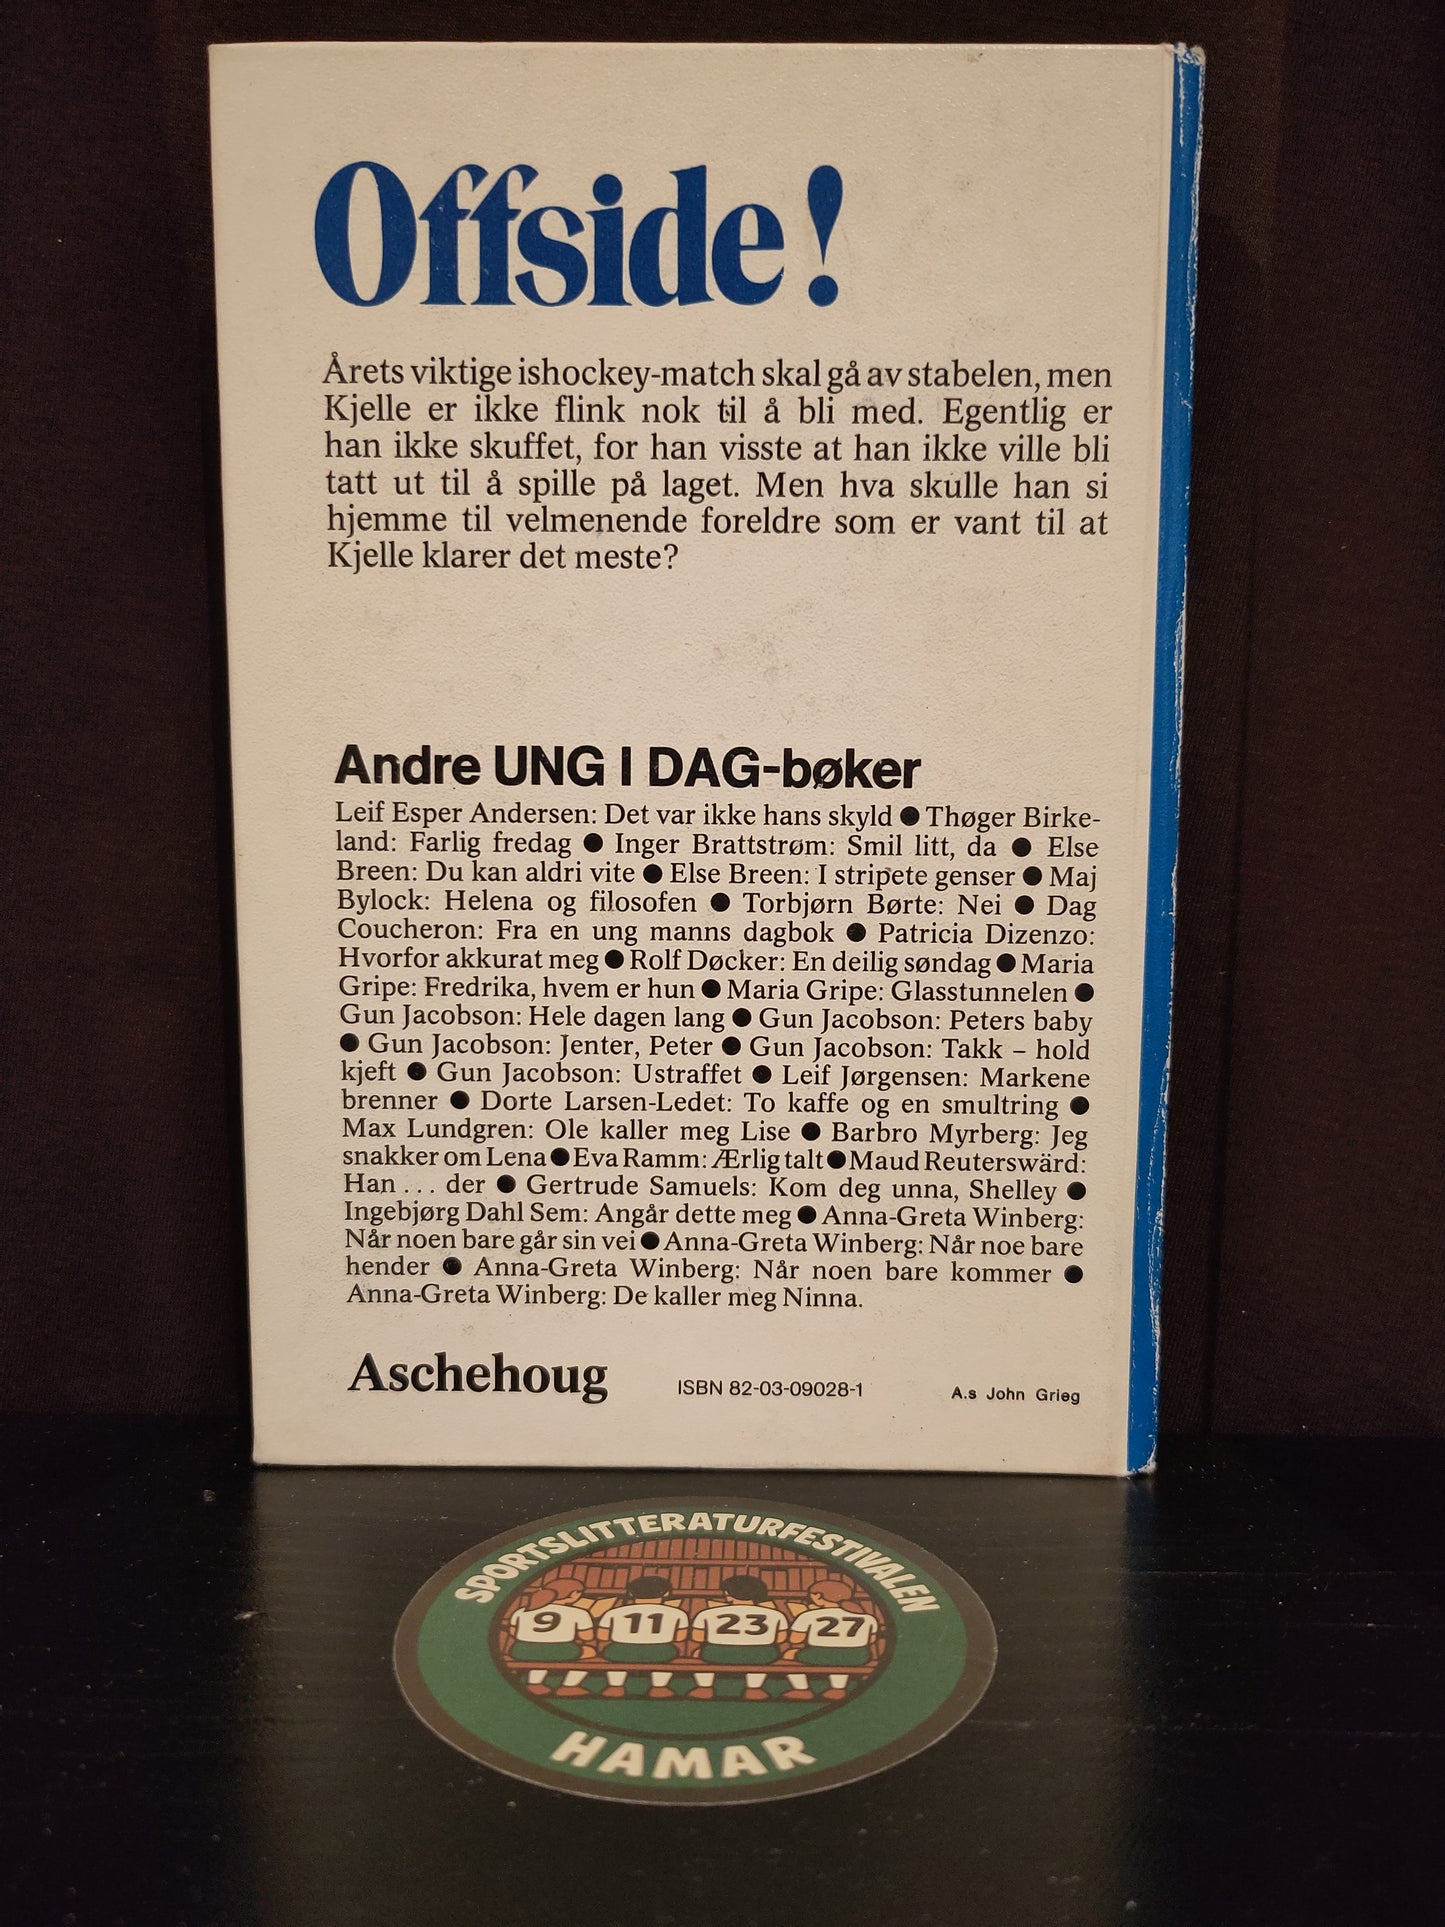 Offside!
Årets viktige ishockey-match skal gå av stabelen, men
Kjelle er ikke flink nok til å bli med. Egentlig er
han ikke skuffet, for han visste at han ikke ville bli
tatt ut til å spille på laget. Men hva skulle han si
hjemme til velmenende foreldre som er vant til at
Kjelle klarer det meste?
Andre UNG I DAG-bøker
Leif Esper Andersen: Det var ikke hans skyld ● Thøger Birke-
land: Farlig fredag ● Inger Brattstrøm: Smil litt, da ● Else
Breen: Du kan aldri vite ● Else Breen: I stripete genser ● Maj
Bylock: Helena og filosofen ● Torbjørn Børte: Nei ● Dag
Coucheron: Fra en ung manns dagbok ● Patricia Dizenzo:
Hvorfor akkurat meg ● Rolf Døcker: En deilig søndag ● Maria
Gripe: Fredrika, hvem er hun ● Maria Gripe: Glasstunnelen ●
Gun Jacobson: Hele dagen lang ● Gun Jacobson: Peters baby
● Gun Jacobson: Jenter, Peter ● Gun Jacobson: Takk – hold
kjeft ● Gun Jacobson: Ustraffet ● Leif Jørgensen: Markene
brenner ● Dorte Larsen-Ledet: To kaffe og en smultring ●
Max Lundgren: Ole kaller meg Lise ● Barbro Myrberg: Jeg
snakker om Lena ● Eva Ramm: Ærlig talt ● Maud Reuterswärd:
Han ... der ● Gertrude Samuels: Kom deg unna, Shelley ●
Ingebjørg Dahl Sem: Angår dette meg ● Anna-Greta Winberg:
Når noen bare går sin vei ● Anna-Greta Winberg: Når noe bare
hender ● Anna-Greta Winberg: Når noen bare kommer ●
Anna-Greta Winberg: De kaller meg Ninna.
Aschehoug ISBN 82-03-09028-1 A.s John Grieg
SPORTSLITTERATURFESTIVALEN
9 11 23 27
HAMAR